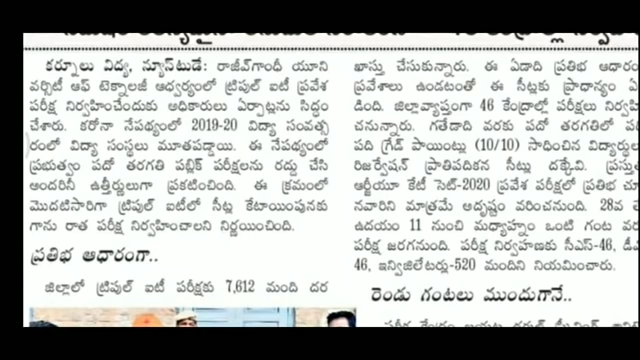 కర్నూలు విద్య, న్యూస్‌టుడే: రాజీవ్‌గాంధీ యూని
వర్సిటీ ఆఫ్ టెక్నాలజీ ఆధ్వర్యంలో ట్రిపుల్ ఐటీ ప్రవేశ
పరీక్ష నిర్వహించేందుకు అధికారులు ఏర్పాట్లను సిద్ధం
చేశారు. కరోనా నేపథ్యంలో 2019-20 విద్యా సంవత్స
రంలో విద్యా సంస్థలు మూతపడ్డాయి. ఈ నేపథ్యంలో
ప్రభుత్వం పదో తరగతి పబ్లిక్ పరీక్షలను రద్దు చేసి
అందరినీ ఉత్తీర్ణులుగా ప్రకటించింది. ఈ క్రమంలో
మొదటిసారిగా ట్రిపుల్ ఐటీలో సీట్ల కేటాయింపునకు
గాను రాత పరీక్ష నిర్వహించాలని నిర్ణయించింది.
ప్రతిభ ఆధారంగా..
జిల్లాలో ట్రిపుల్ ఐటీ పరీక్షకు 7,612 మంది దర
ఖాస్తు చేసుకున్నారు. ఈ ఏడాది ప్రతిభ ఆధారం
ప్రవేశాలు ఉండటంతో ఈ సీట్లకు ప్రాధాన్యం
డింది. జిల్లావ్యాప్తంగా 46 కేంద్రాల్లో పరీక్షలు
చనున్నారు. గతేడాది వరకు పదో తరగతిలో
పది గ్రేడ్ పాయింట్లు (10/10) సాధించిన విద్యార్థుల
రిజర్వేషన్ ప్రాతిపదికన సీట్లు దక్కేవి. ప్రస్తు
ఆర్జీయూ కేటీ సెట్-2020 ప్రవేశ పరీక్షలో ప్రతిభ చూ
నవారిని మాత్రమే అదృష్టం వరించనుంది. 28వ
ఉదయం 11 నుంచి మధ్యాహ్నం ఒంటి గంట వర
పరీక్ష జరగనుంది. పరీక్ష నిర్వహణకు సీఎస్-46, డీ
46, ఇన్విజిలేటర్లు-520 మందిని నియమించారు.
రెండు గంటలు ముందుగానే..